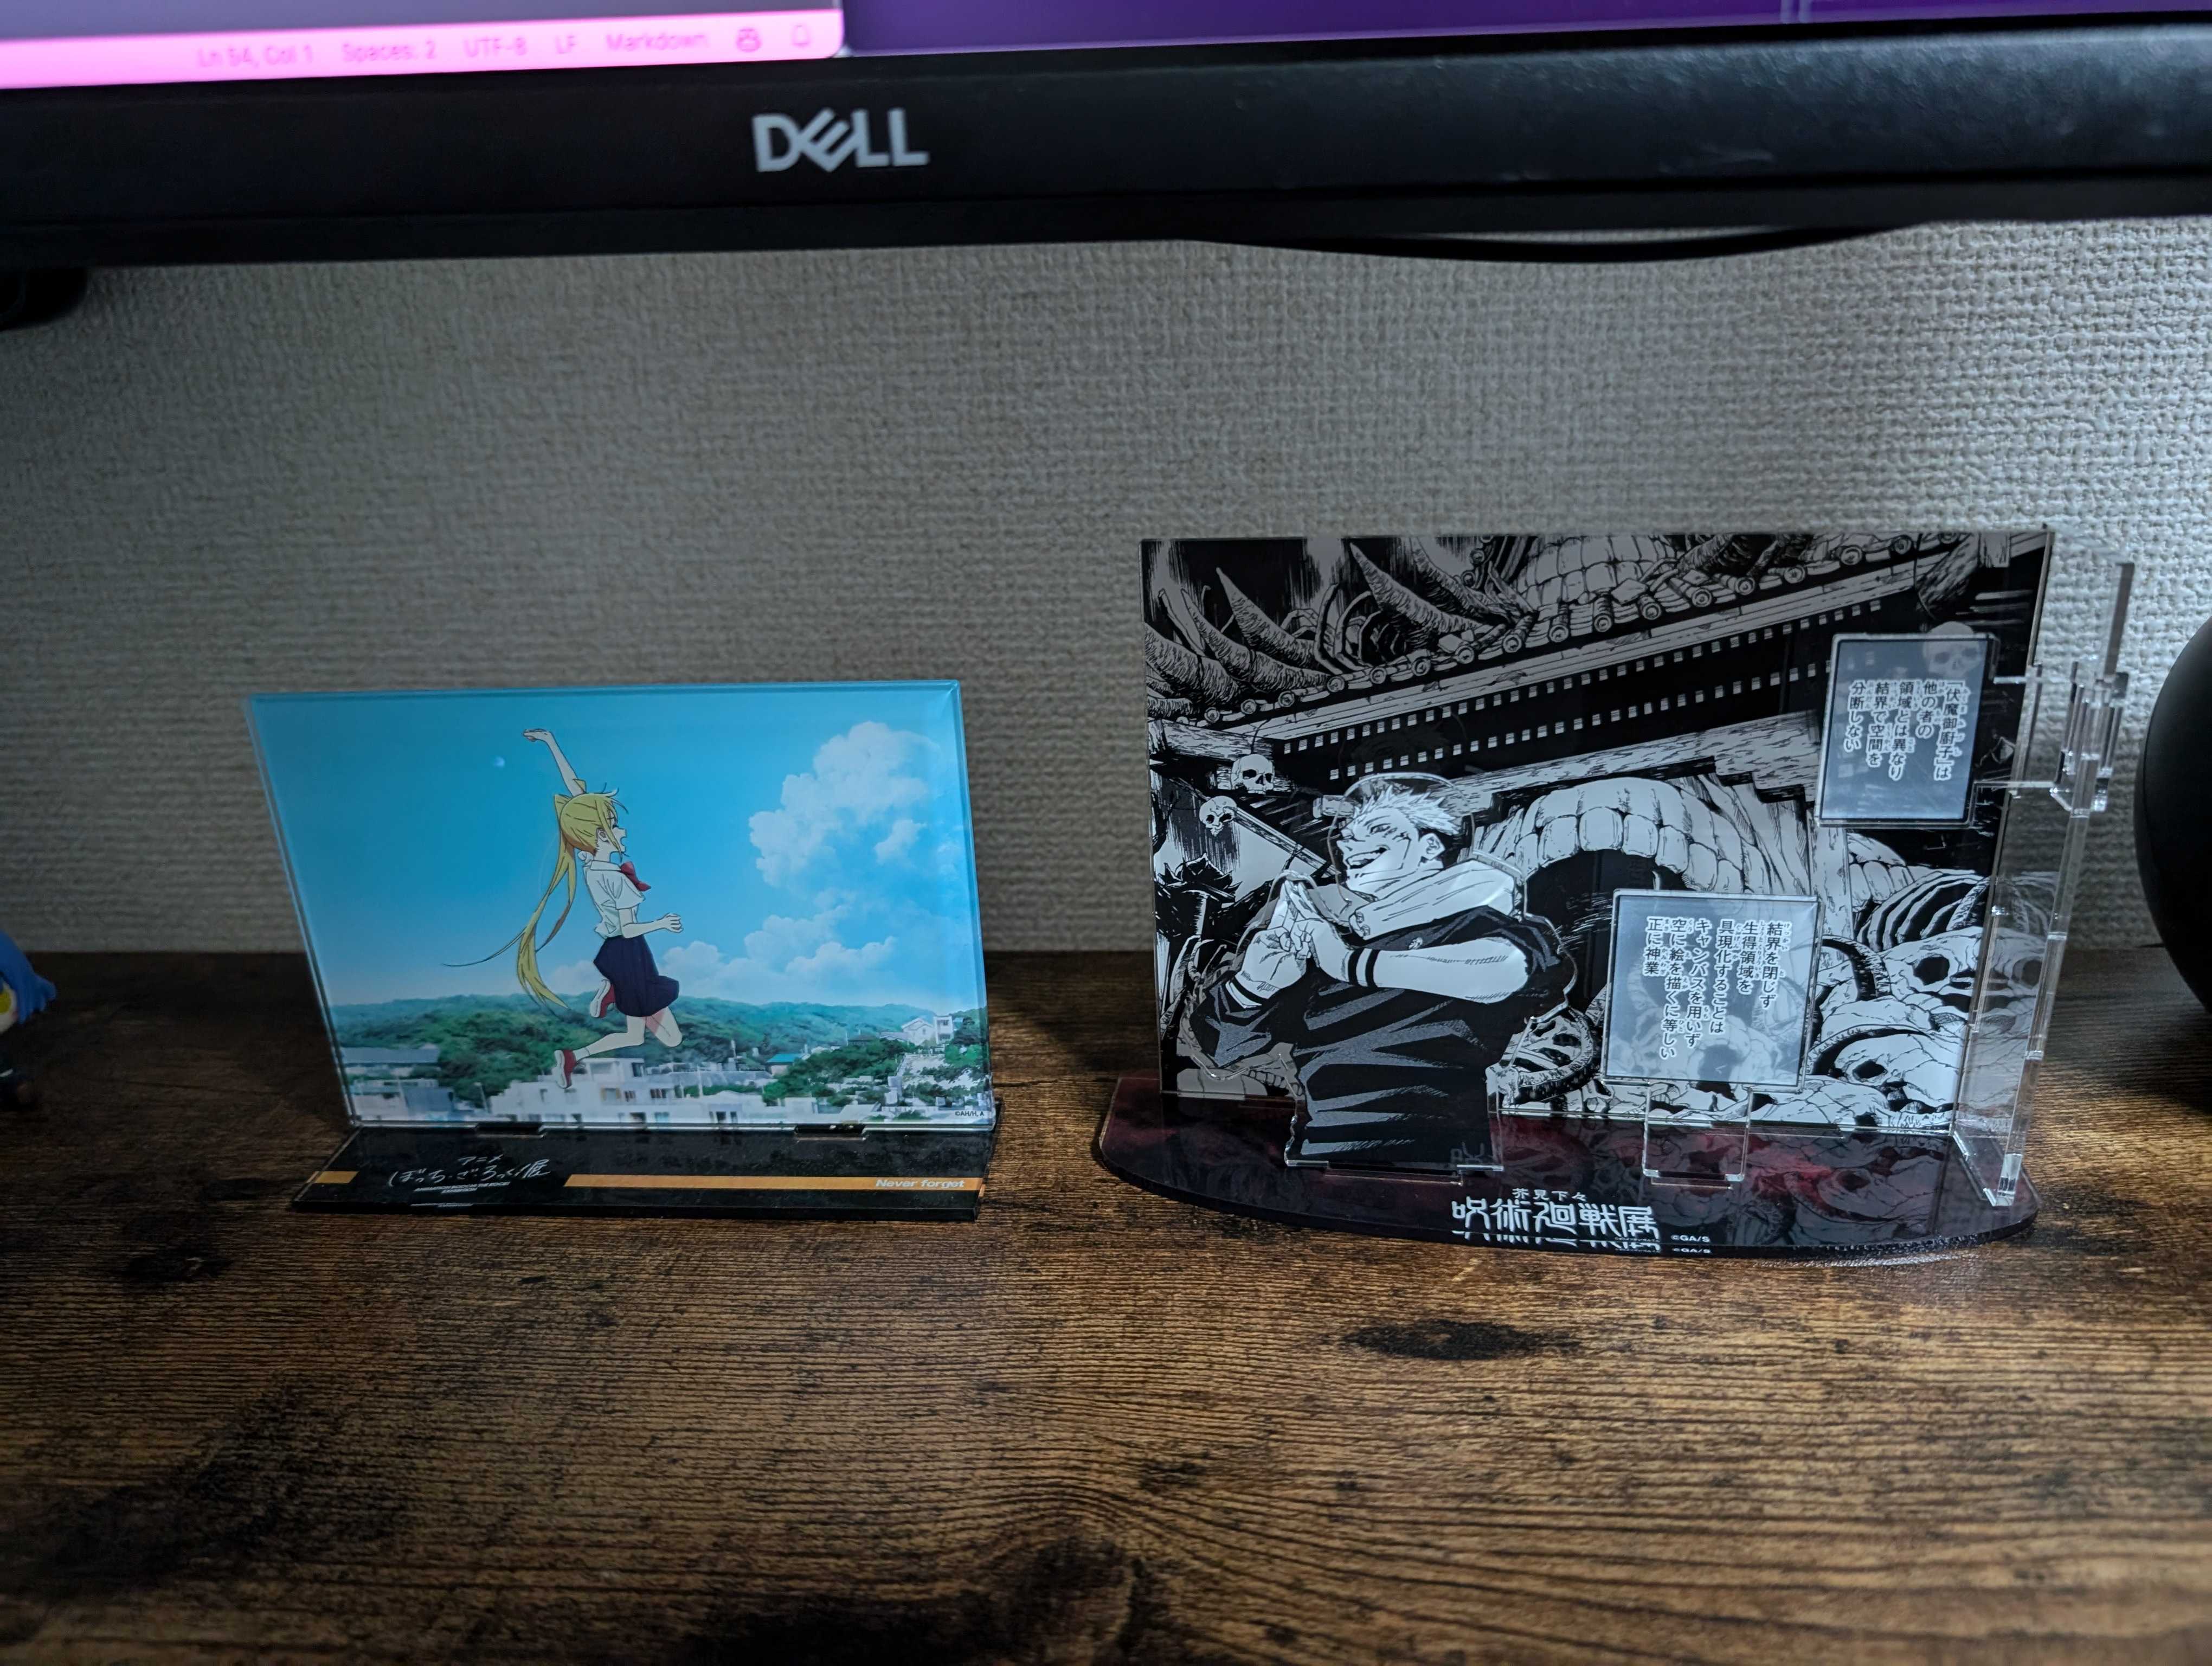 Ln 54, Col 1 Spaces: 2 UTF-8 LF Markdown
DELL
「伏魔御厨子」は
他の者の
領域とは異なり
結界で空間を
分断しない
結界を閉じず
生得領域を
具現化することは
キャンバスを用いず
空に絵を描くに等しい
正に神業
©AH/H,A
アニメ
ぼっち・ざ・ろっく!展
Never forget
芥見下々
呪術廻戦展
©GA/S